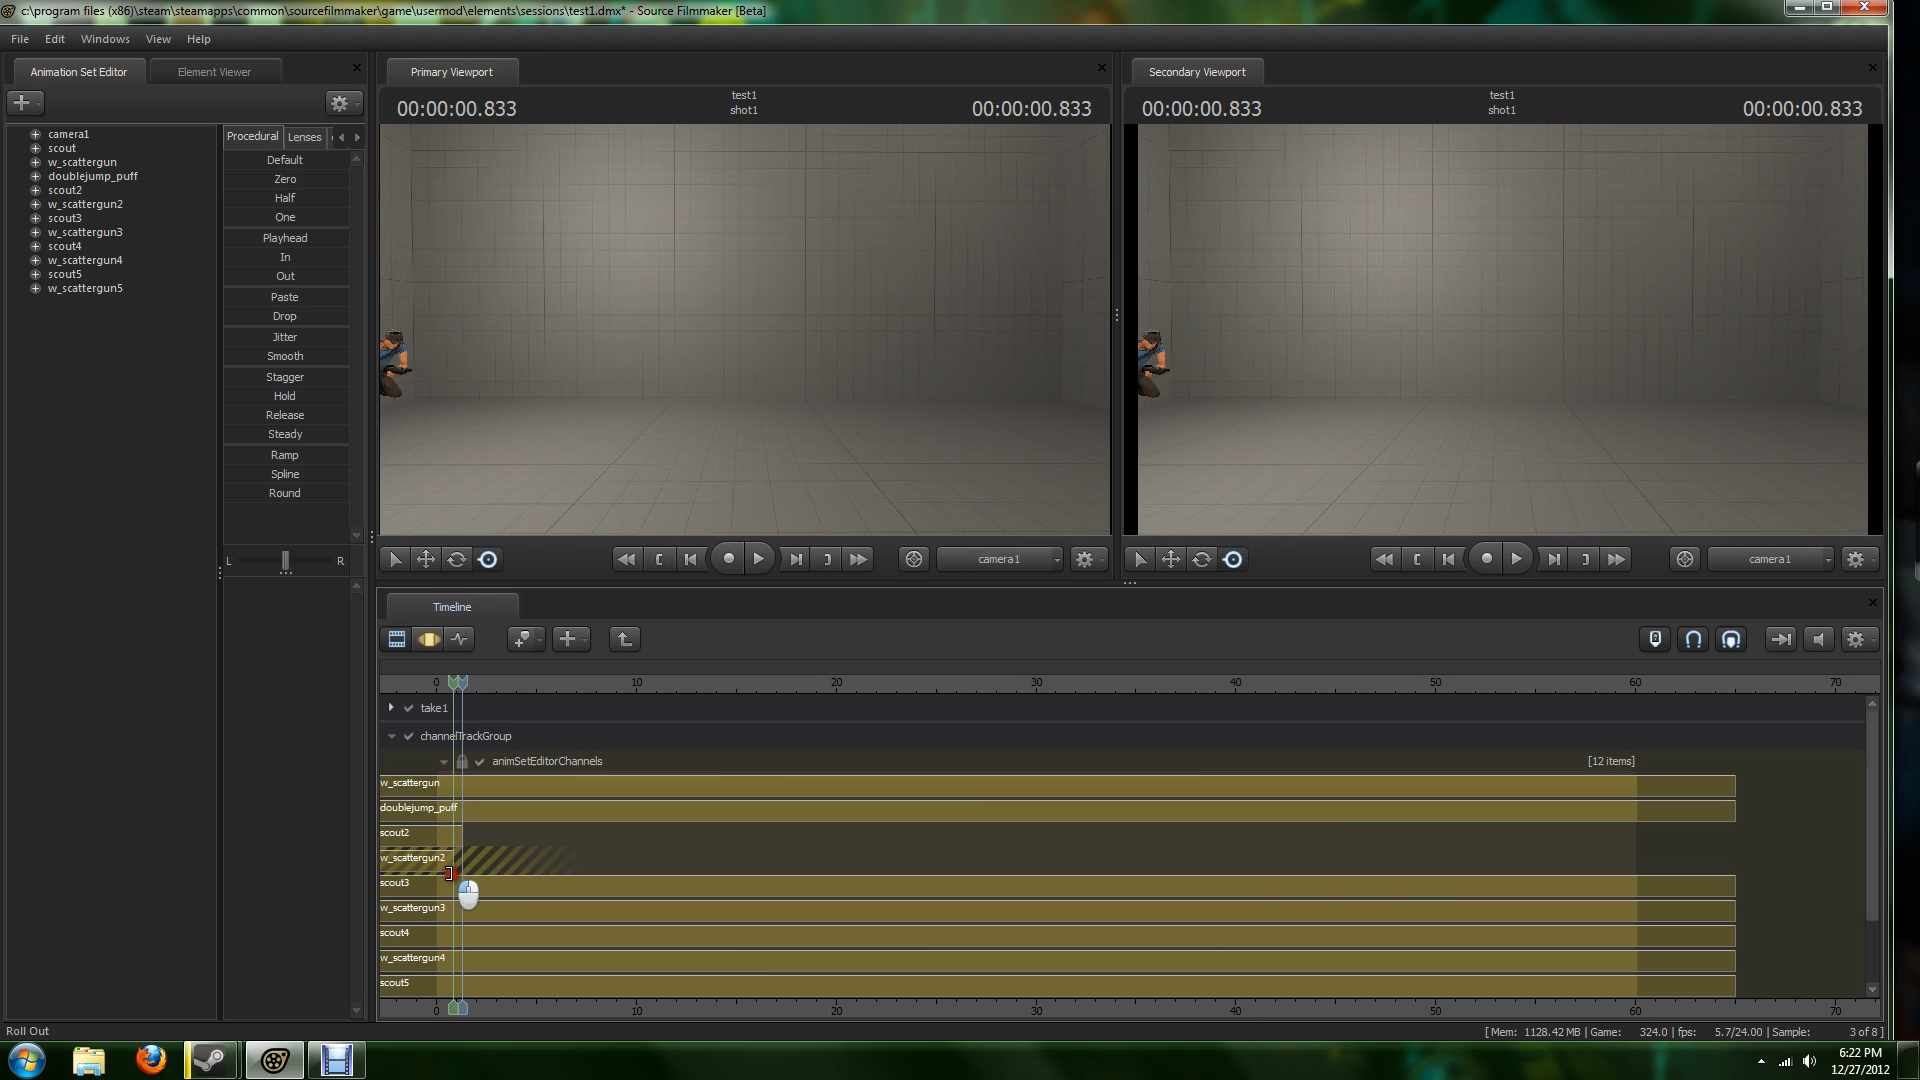 c:\program files (x86)\steam\steamapps\common\sourcefilmmaker\game\usermod\elements\sessions\test1.dmx* - Source Filmmaker [Beta]
File Edit Windows View Help
Animation Set Editor Element Viewer
Primary Viewport
Secondary Viewport
00:00:00.833 test1 00:00:00.833
shot1
00:00:00.833 test1 00:00:00.833
shot1
camera1
scout
w_scattergun
doublejump_puff
scout2
w_scattergun2
scout3
w_scattergun3
scout4
w_scattergun4
scout5
w_scattergun5
Procedural Lenses
Default
Zero
Half
One
Playhead
In
Out
Paste
Drop
Jitter
Smooth
Stagger
Hold
Release
Steady
Ramp
Spline
Round
L R
camera1
camera1
Timeline
0 10 20 30 40 50 60 70
take1
channelTrackGroup
animSetEditorChannels [12 items]
w_scattergun
doublejump_puff
scout2
w_scattergun2
scout3
w_scattergun3
scout4
w_scattergun4
scout5
0 10 20 30 40 50 60 70
Roll Out
[ Mem: 1128.42 MB | Game: 324.0 | fps: 5.7/24.00 | Sample: 3 of 8 ]
6:22 PM
12/27/2012